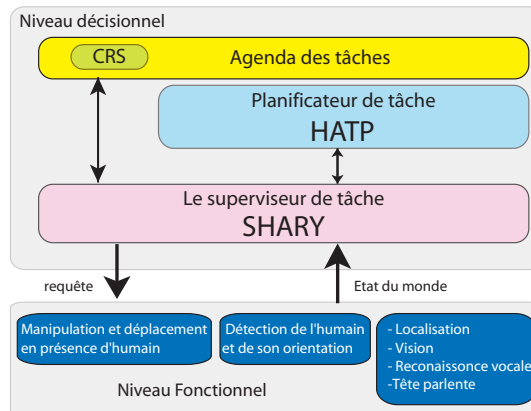 Niveau décisionnel
CRS
Agenda des tâches
Planificateur de tâche
HATP
Le superviseur de tâche
SHARY
requête
Etat du monde
Manipulation et déplacement
en présence d'humain
Détection de l'humain
et de son orientation
- Localisation
- Vision
- Reconaissonce vocale
- Tête parlente
Niveau Fonctionnel